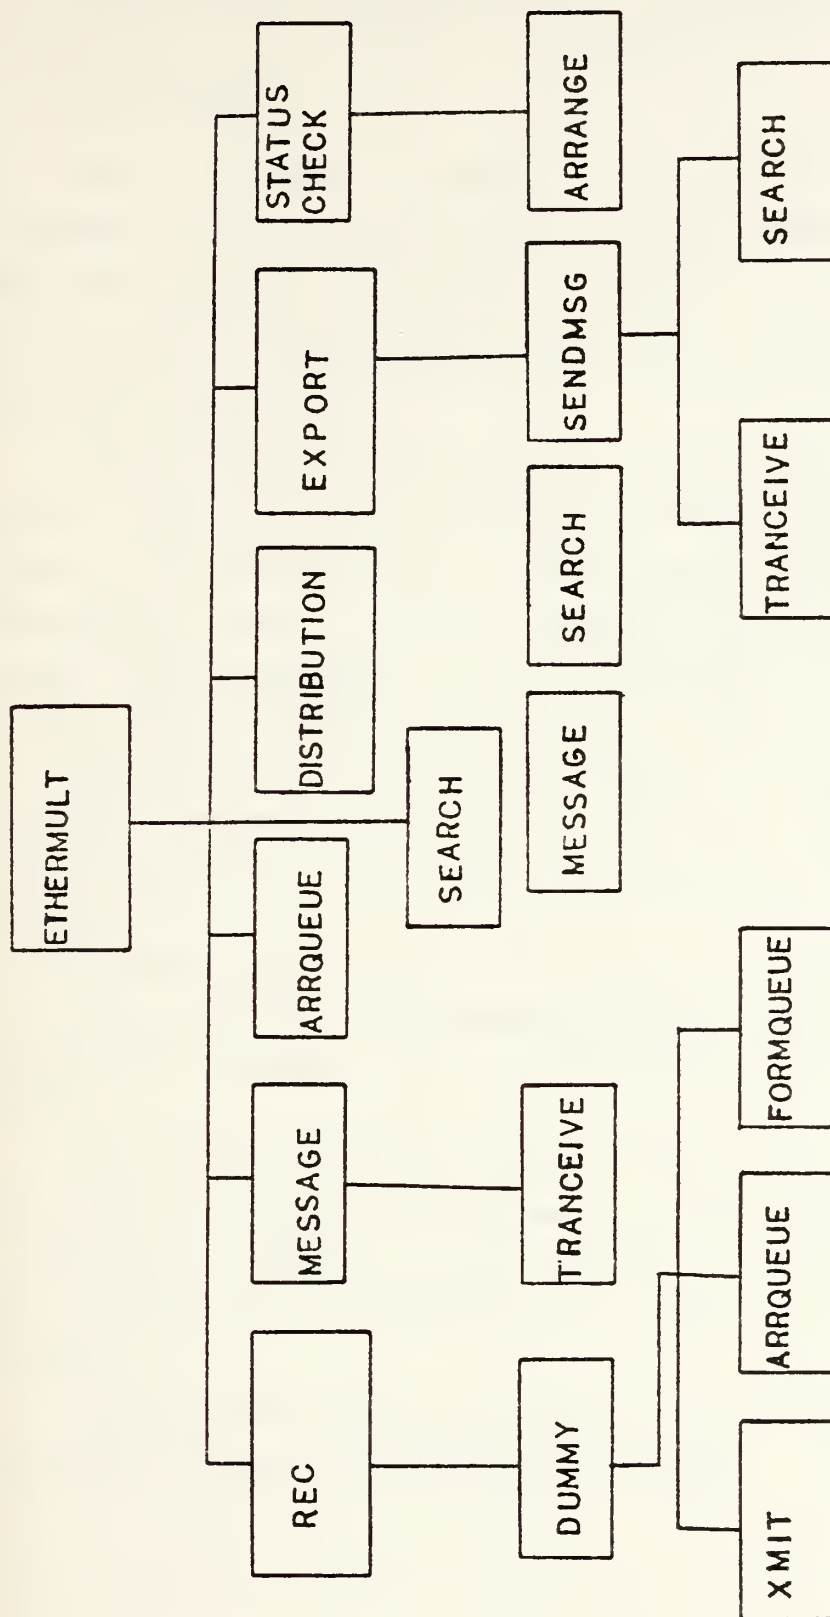 ETHERMULT
REC
MESSAGE
ARRQUEUE
DISTRIBUTION
EXPORT
STATUS
CHECK
SEARCH
DUMMY
TRANCEIVE
MESSAGE
SEARCH
SENDMSG
ARRANGE
XMIT
ARRQUEUE
FORMQUEUE
TRANCEIVE
SEARCH